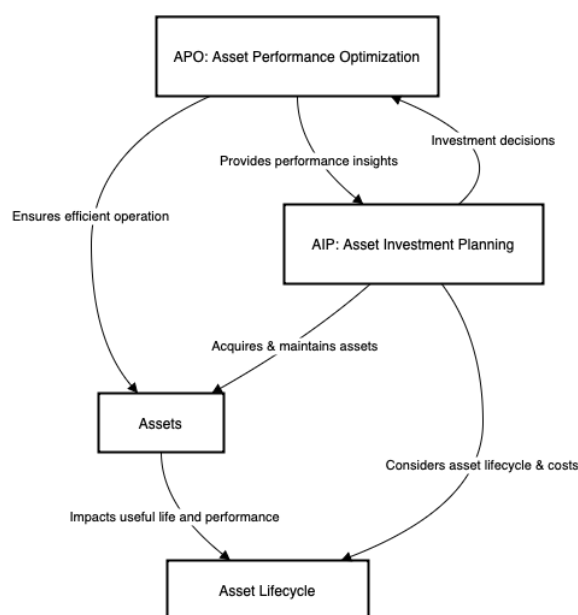 APO: Asset Performance Optimization
Investment decisions
Provides performance insights
Ensures efficient operation
AIP: Asset Investment Planning
Acquires & maintains assets
Assets
Considers asset lifecycle & costs
Impacts useful life and performance
Asset Lifecycle